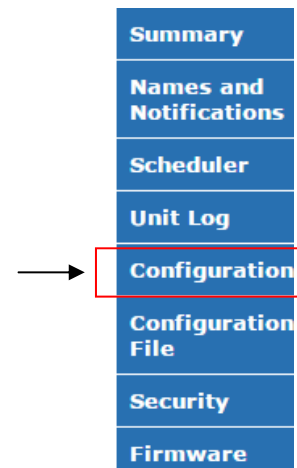 Summary
Names and
Notifications
Scheduler
Unit Log
Configuration
Configuration
File
Security
Firmware